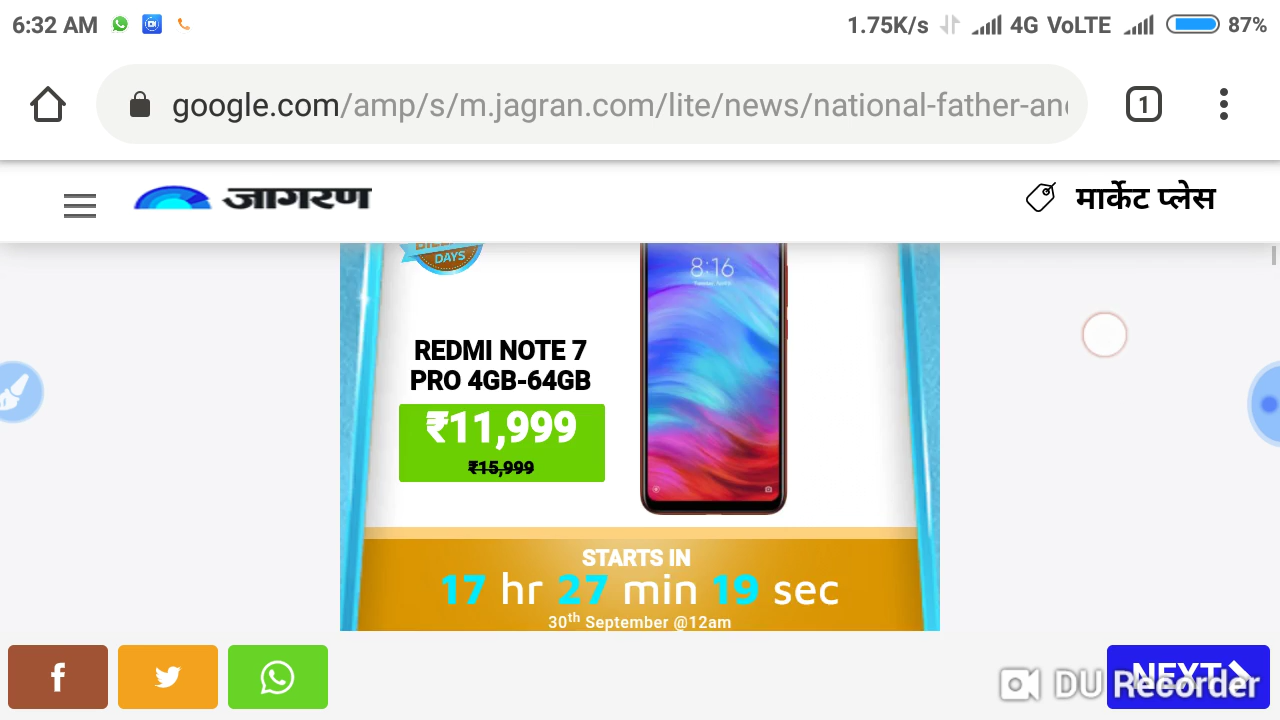 6:32 AM 1.75K/s 4G VoLTE 87%
google.com/amp/s/m.jagran.com/lite/news/national-father-and
1
जागरण मार्केट प्लेस
DAYS
8:16
REDMI NOTE 7
PRO 4GB-64GB
₹11,999
₹15,999
STARTS IN
17 hr 27 min 19 sec
30th September @12am
NEXT
DU Recorder